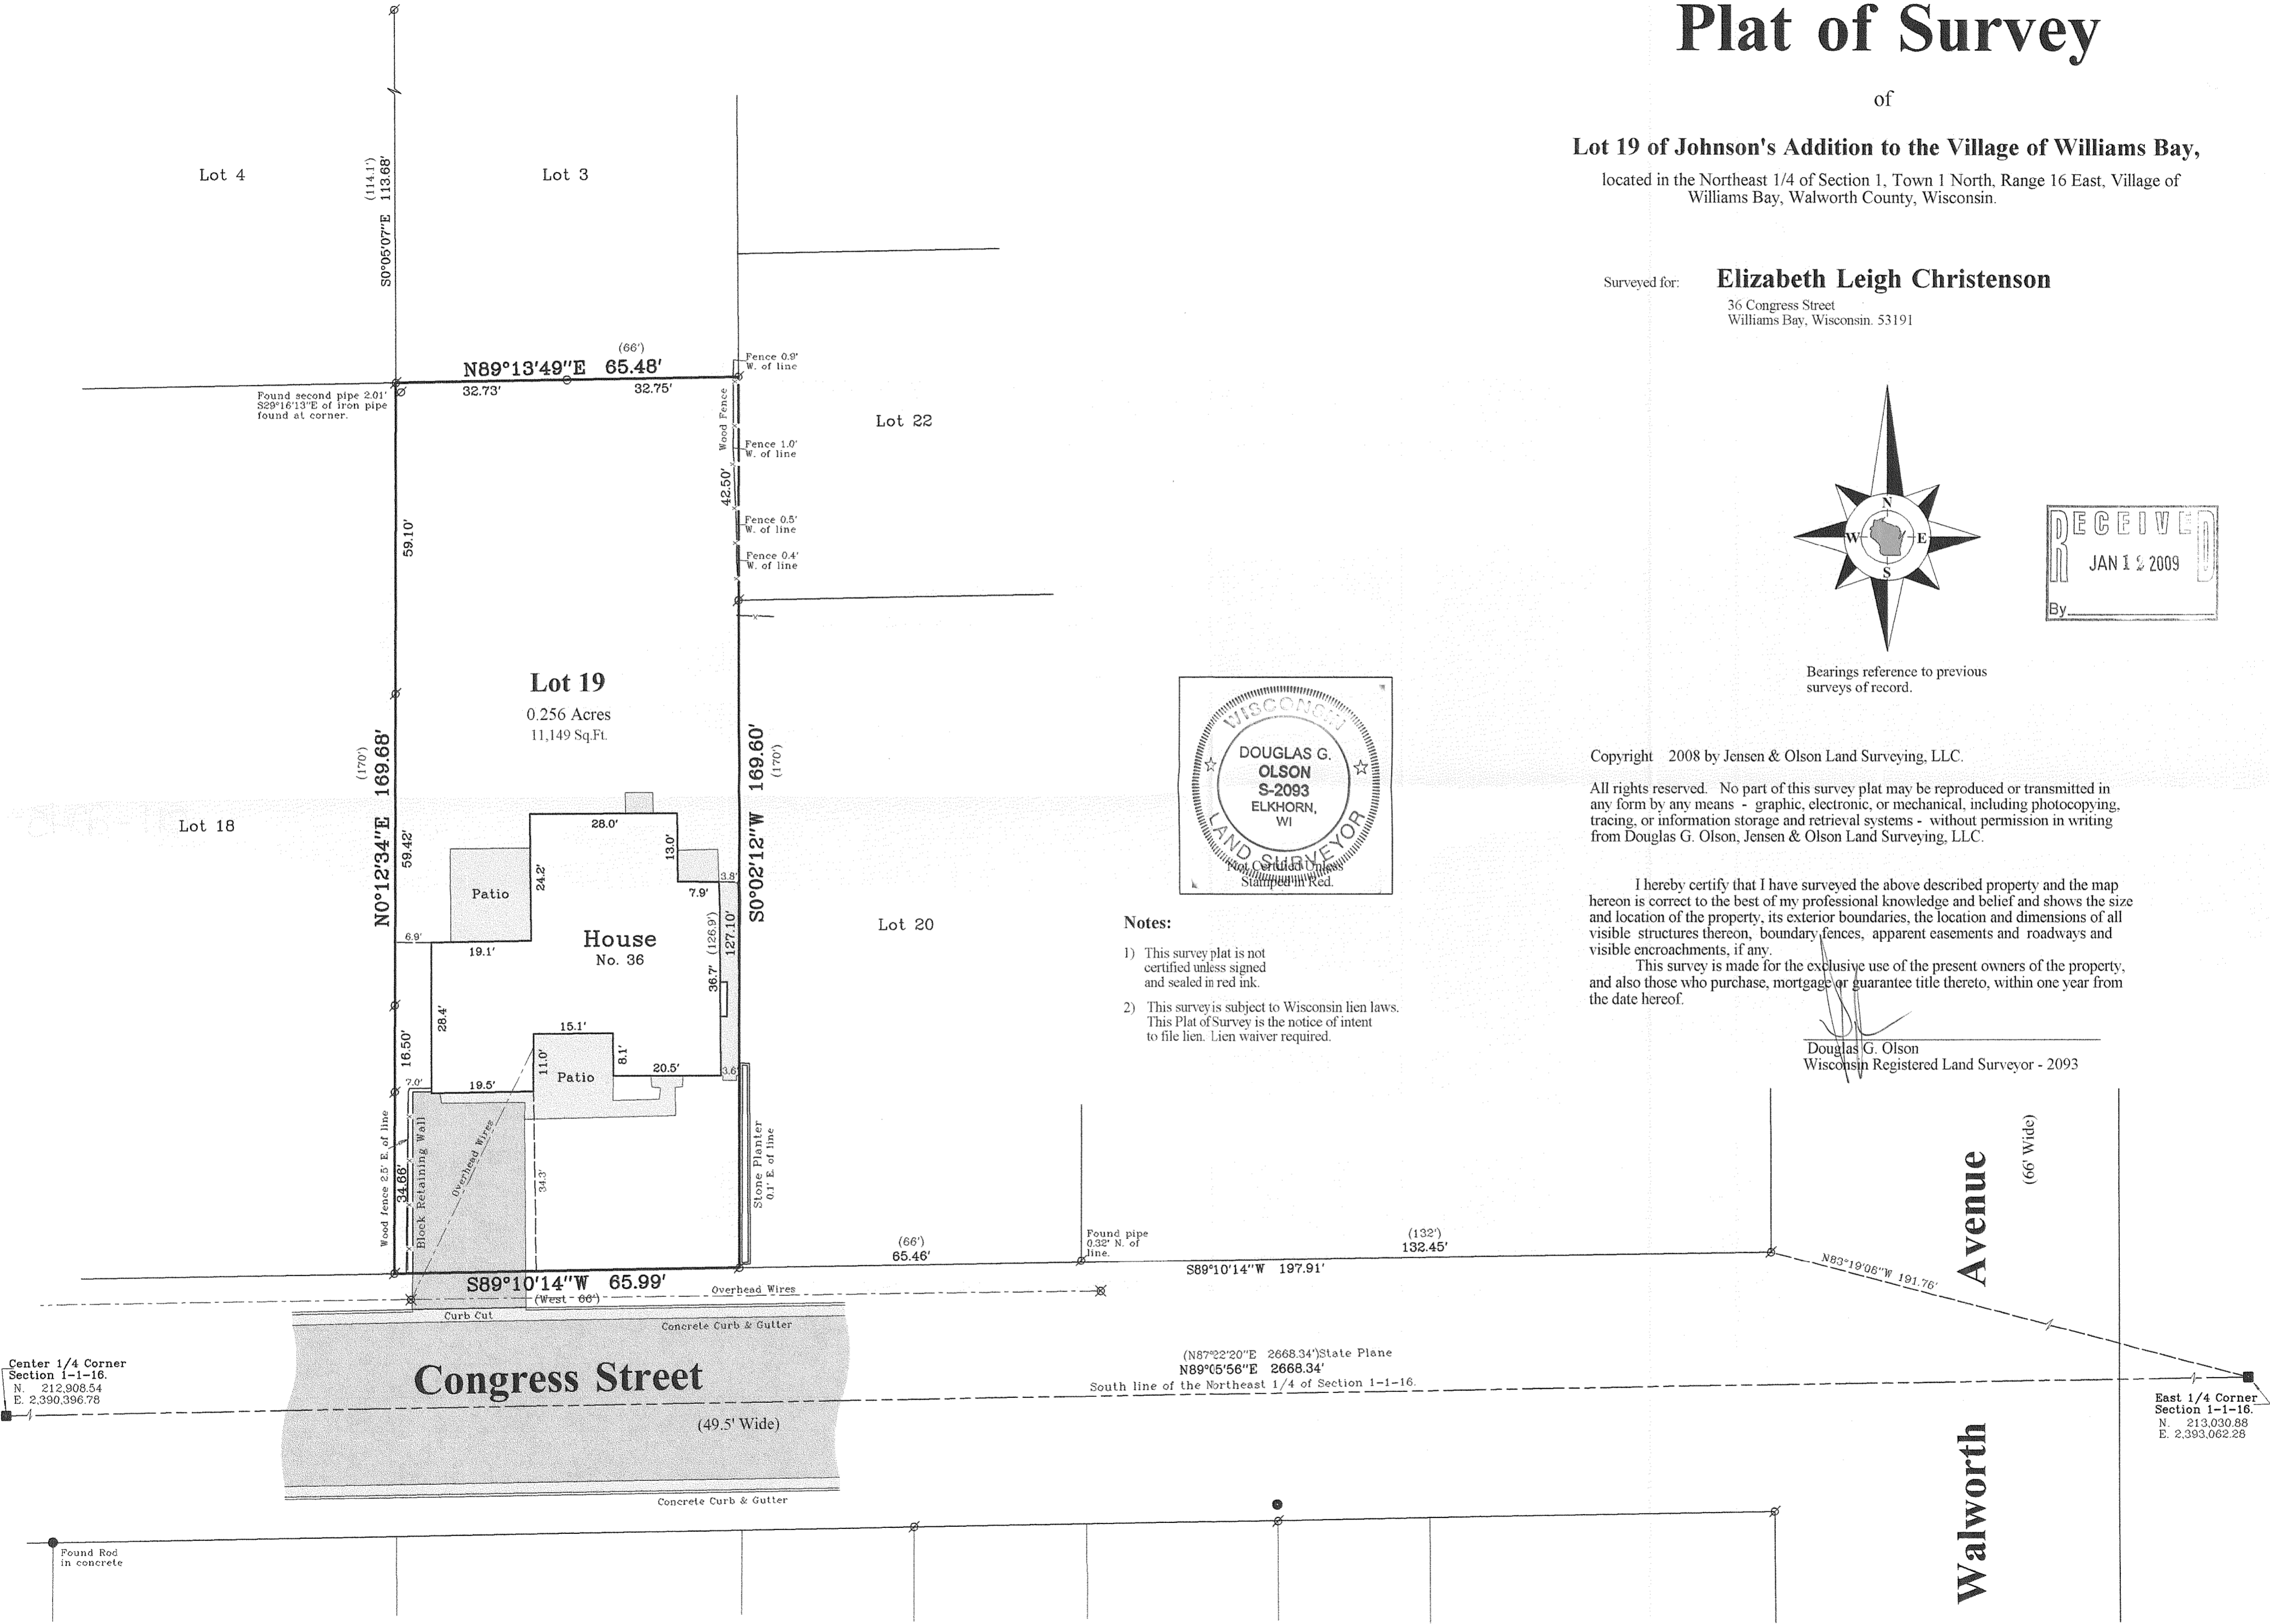 Plat of Survey
of
Lot 19 of Johnson's Addition to the Village of Williams Bay,
located in the Northeast 1/4 of Section 1, Town 1 North, Range 16 East, Village of
Williams Bay, Walworth County, Wisconsin.
Surveyed for: Elizabeth Leigh Christenson
36 Congress Street
Williams Bay, Wisconsin. 53191
N
W
E
S
RECEIVED
JAN 1 2009
By
Bearings reference to previous
surveys of record.
Copyright 2008 by Jensen & Olson Land Surveying, LLC.
All rights reserved. No part of this survey plat may be reproduced or transmitted in
any form by any means - graphic, electronic, or mechanical, including photocopying,
tracing, or information storage and retrieval systems - without permission in writing
from Douglas G. Olson, Jensen & Olson Land Surveying, LLC.
I hereby certify that I have surveyed the above described property and the map
hereon is correct to the best of my professional knowledge and belief and shows the size
and location of the property, its exterior boundaries, the location and dimensions of all
visible structures thereon, boundary fences, apparent easements and roadways and
visible encroachments, if any.
This survey is made for the exclusive use of the present owners of the property,
and also those who purchase, mortgage or guarantee title thereto, within one year from
the date hereof.
Douglas G. Olson
Wisconsin Registered Land Surveyor - 2093
WISCONSIN
DOUGLAS G.
OLSON
S-2093
ELKHORN,
WI
LAND SURVEYOR
Not Certified Unless
Stamped in Red.
Notes:
1) This survey plat is not
certified unless signed
and sealed in red ink.
2) This survey is subject to Wisconsin lien laws.
This Plat of Survey is the notice of intent
to file lien. Lien waiver required.
Lot 4
Lot 3
(114.1')
S0°05'07"E 113.68'
(66')
N89°13'49"E 65.48'
32.73'
32.75'
Found second pipe 2.01'
S29°16'13"E of iron pipe
found at corner.
Fence 0.9'
W. of line
Wood Fence
Fence 1.0'
W. of line
42.50'
Fence 0.5'
W. of line
Fence 0.4'
W. of line
Lot 22
59.10'
Lot 19
0.256 Acres
11,149 Sq.Ft.
(170')
N0°12'34"E 169.68'
59.42'
S0°02'12"W 169.60'
(170')
Lot 18
Lot 20
28.0'
13.0'
24.2'
Patio
3.8'
7.9'
6.9'
19.1'
House
No. 36
36.7'
(126.9')
127.10'
28.4'
16.50'
15.1'
11.0'
8.1'
Patio
20.5'
3.6'
7.0'
19.5'
Wood fence 2.5' E. of line
34.66'
Block Retaining Wall
Overhead Wires
34.3'
Stone Planter
0.1' E. of line
S89°10'14"W 65.99'
(West - 66')
Overhead Wires
Curb Cut
Concrete Curb & Gutter
(66')
65.46'
Found pipe
0.32' N. of
line.
(132')
132.45'
S89°10'14"W 197.91'
N83°19'08"W 191.76'
Walworth Avenue
(66' Wide)
Congress Street
(49.5' Wide)
Concrete Curb & Gutter
(N87°22'20"E 2668.34')State Plane
N89°05'56"E 2668.34'
South line of the Northeast 1/4 of Section 1-1-16.
Center 1/4 Corner
Section 1-1-16.
N. 212,908.54
E. 2,390,396.78
East 1/4 Corner
Section 1-1-16.
N. 213,030.88
E. 2,393,062.28
Found Rod
in concrete